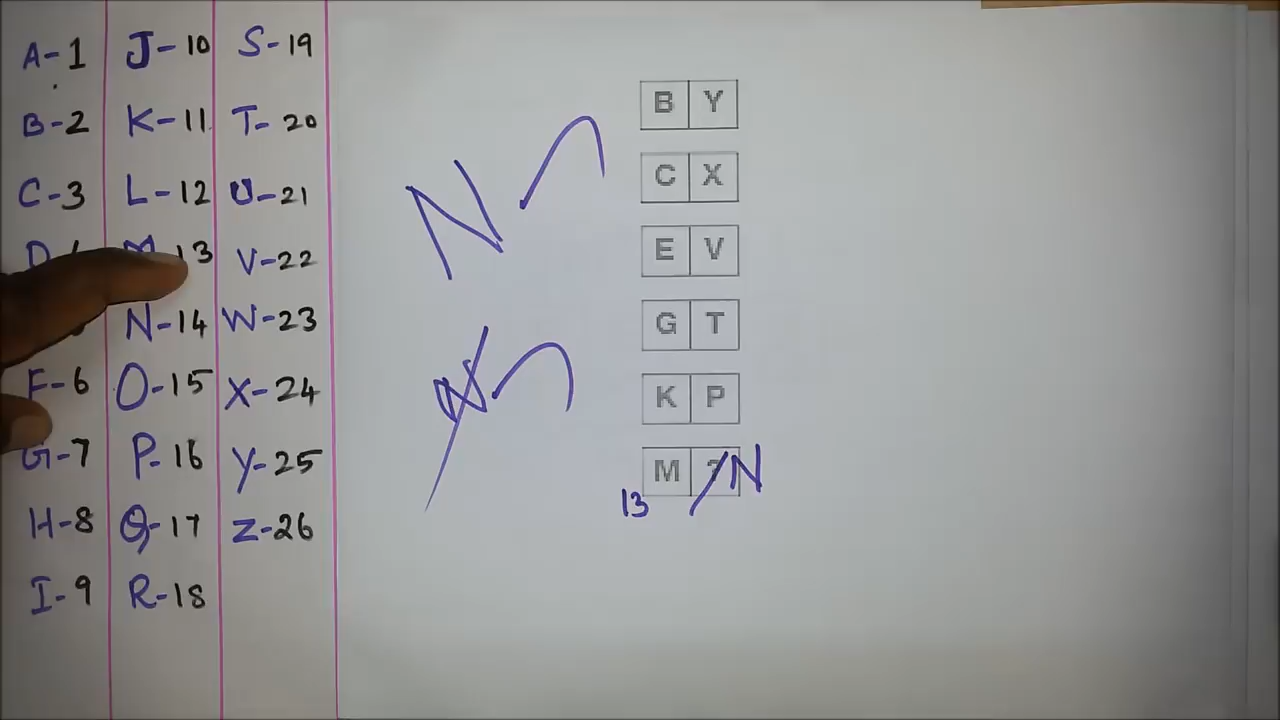 A-1 J-10 S-19
B-2 K-11 T-20
C-3 L-12 U-21
13 V-22
N-14 W-23
F-6 O-15 X-24
G-7 P-16 Y-25
H-8 Q-17 Z-26
I-9 R-18
B Y
C X
E V
G T
K P
M ? N
13
N
N